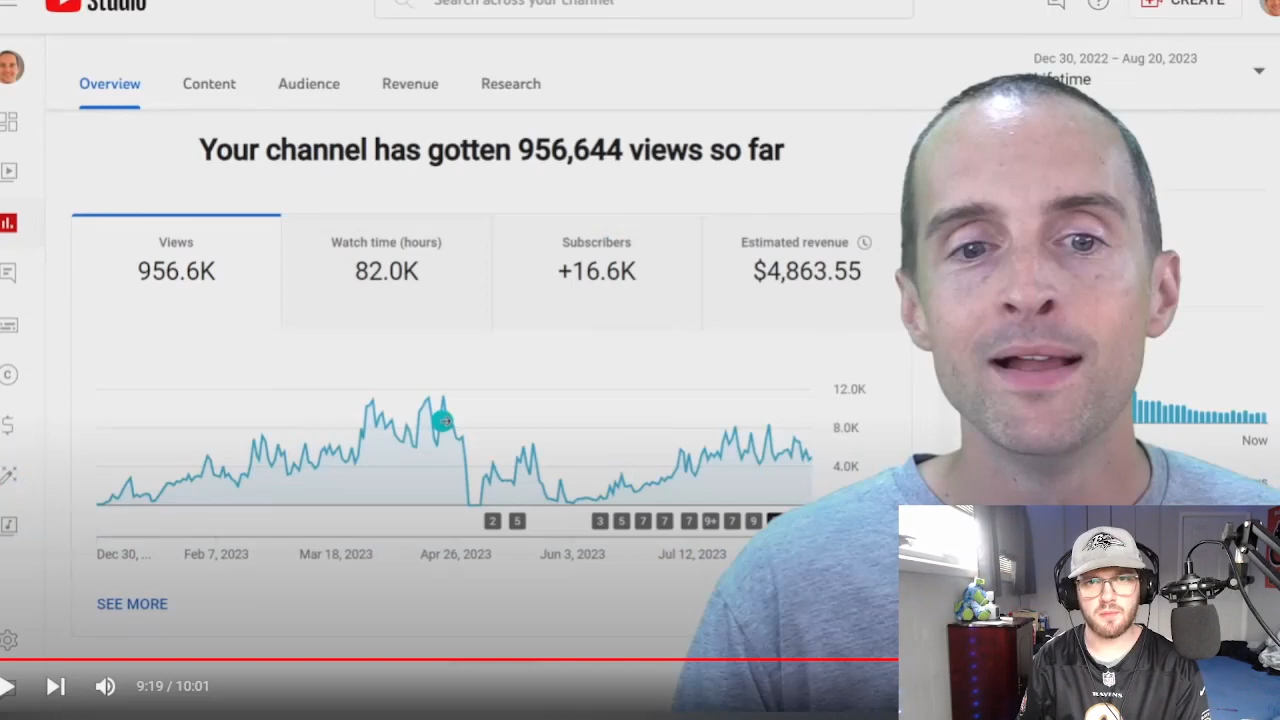 Studio
Search across your channel
CREATE
Dec 30, 2022 – Aug 20, 2023
Lifetime
Overview
Content
Audience
Revenue
Research
Your channel has gotten 956,644 views so far
Views
956.6K
Watch time (hours)
82.0K
Subscribers
+16.6K
Estimated revenue
$4,863.55
12.0K
8.0K
4.0K
2 5 3 5 7 7 7 9+ 7 9
Dec 30, ...
Feb 7, 2023
Mar 18, 2023
Apr 26, 2023
Jun 3, 2023
Jul 12, 2023
Now
SEE MORE
9:19 / 10:01
RAVENS